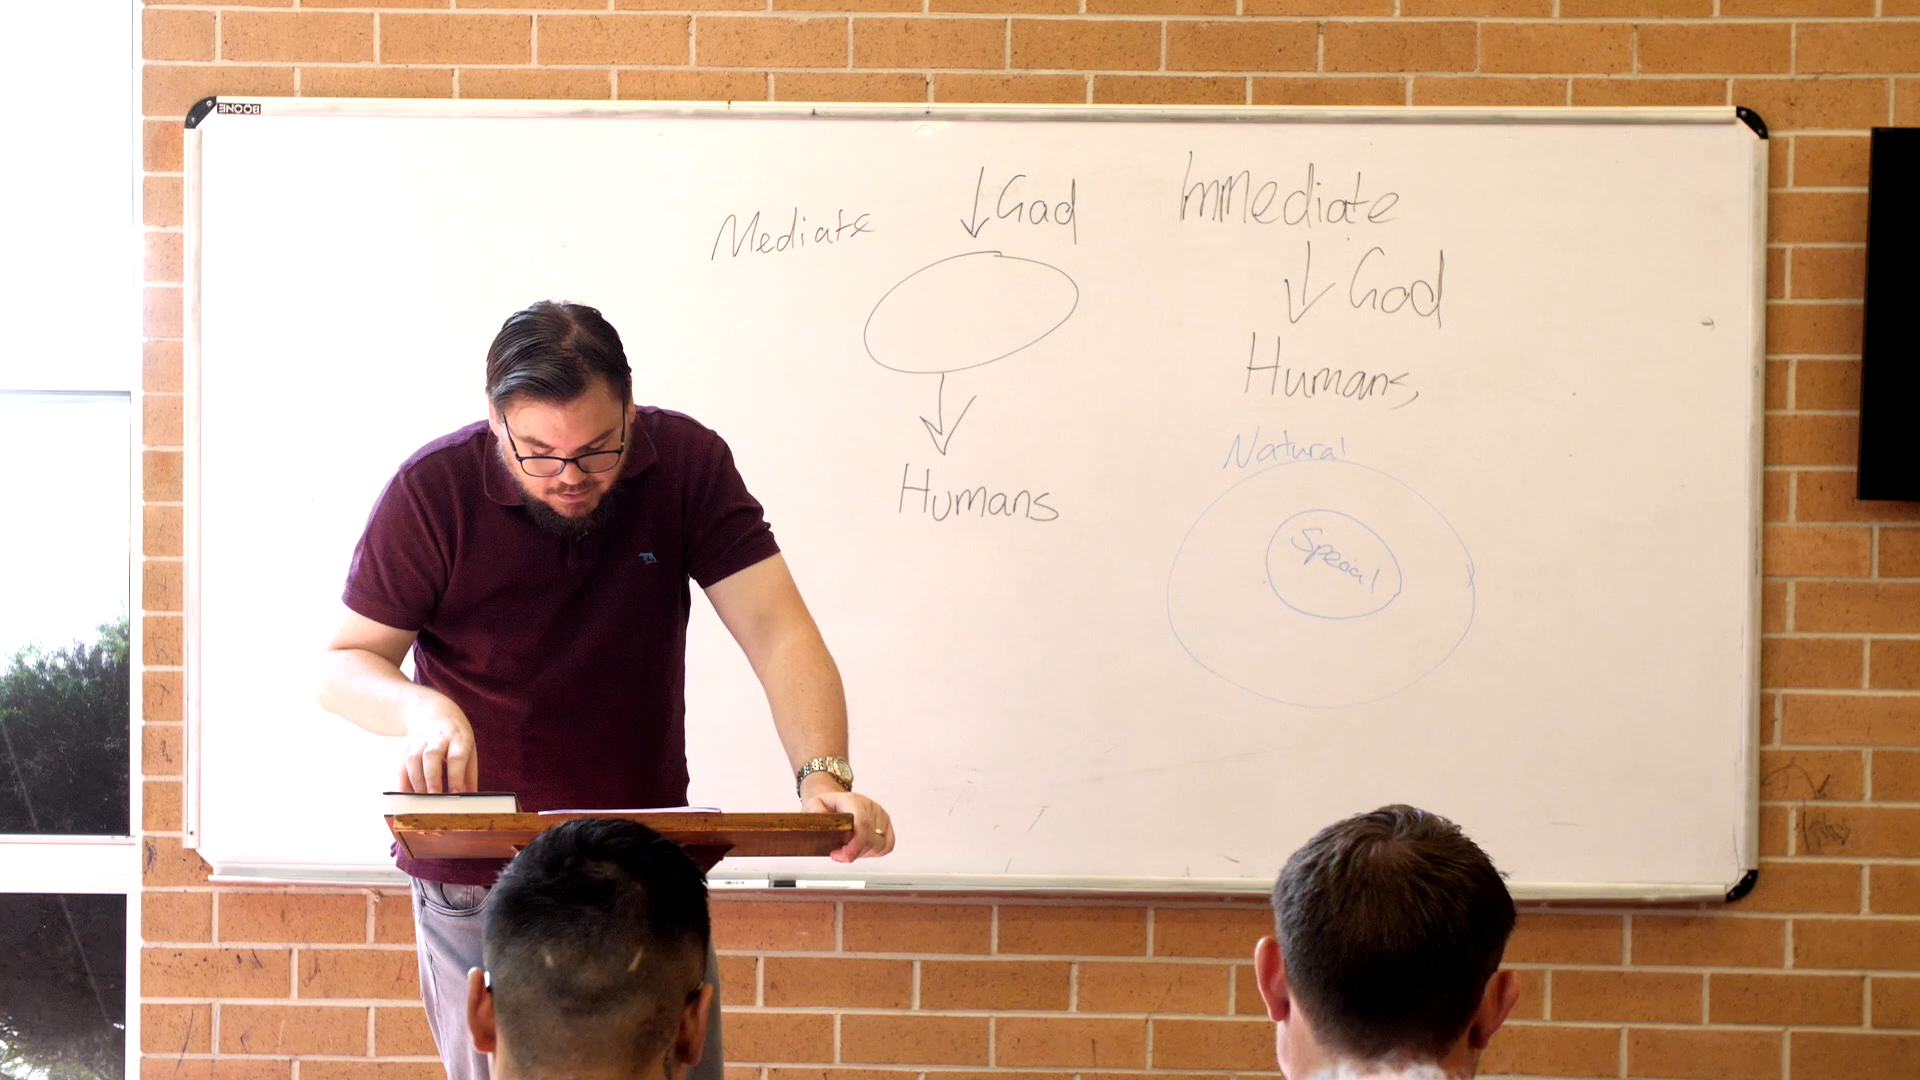 BOONE
Mediate
God
Humans
Immediate
God
Humans,
Natural
Special